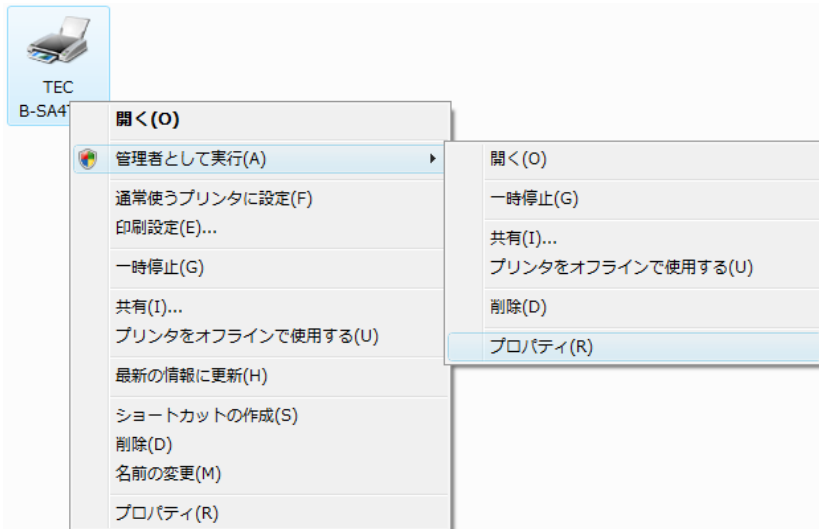 TEC
B-SA4
開く(O)
管理者として実行(A)
通常使うプリンタに設定(F)
印刷設定(E)...
一時停止(G)
共有(I)...
プリンタをオフラインで使用する(U)
最新の情報に更新(H)
ショートカットの作成(S)
削除(D)
名前の変更(M)
プロパティ(R)
開く(O)
一時停止(G)
共有(I)...
プリンタをオフラインで使用する(U)
削除(D)
プロパティ(R)